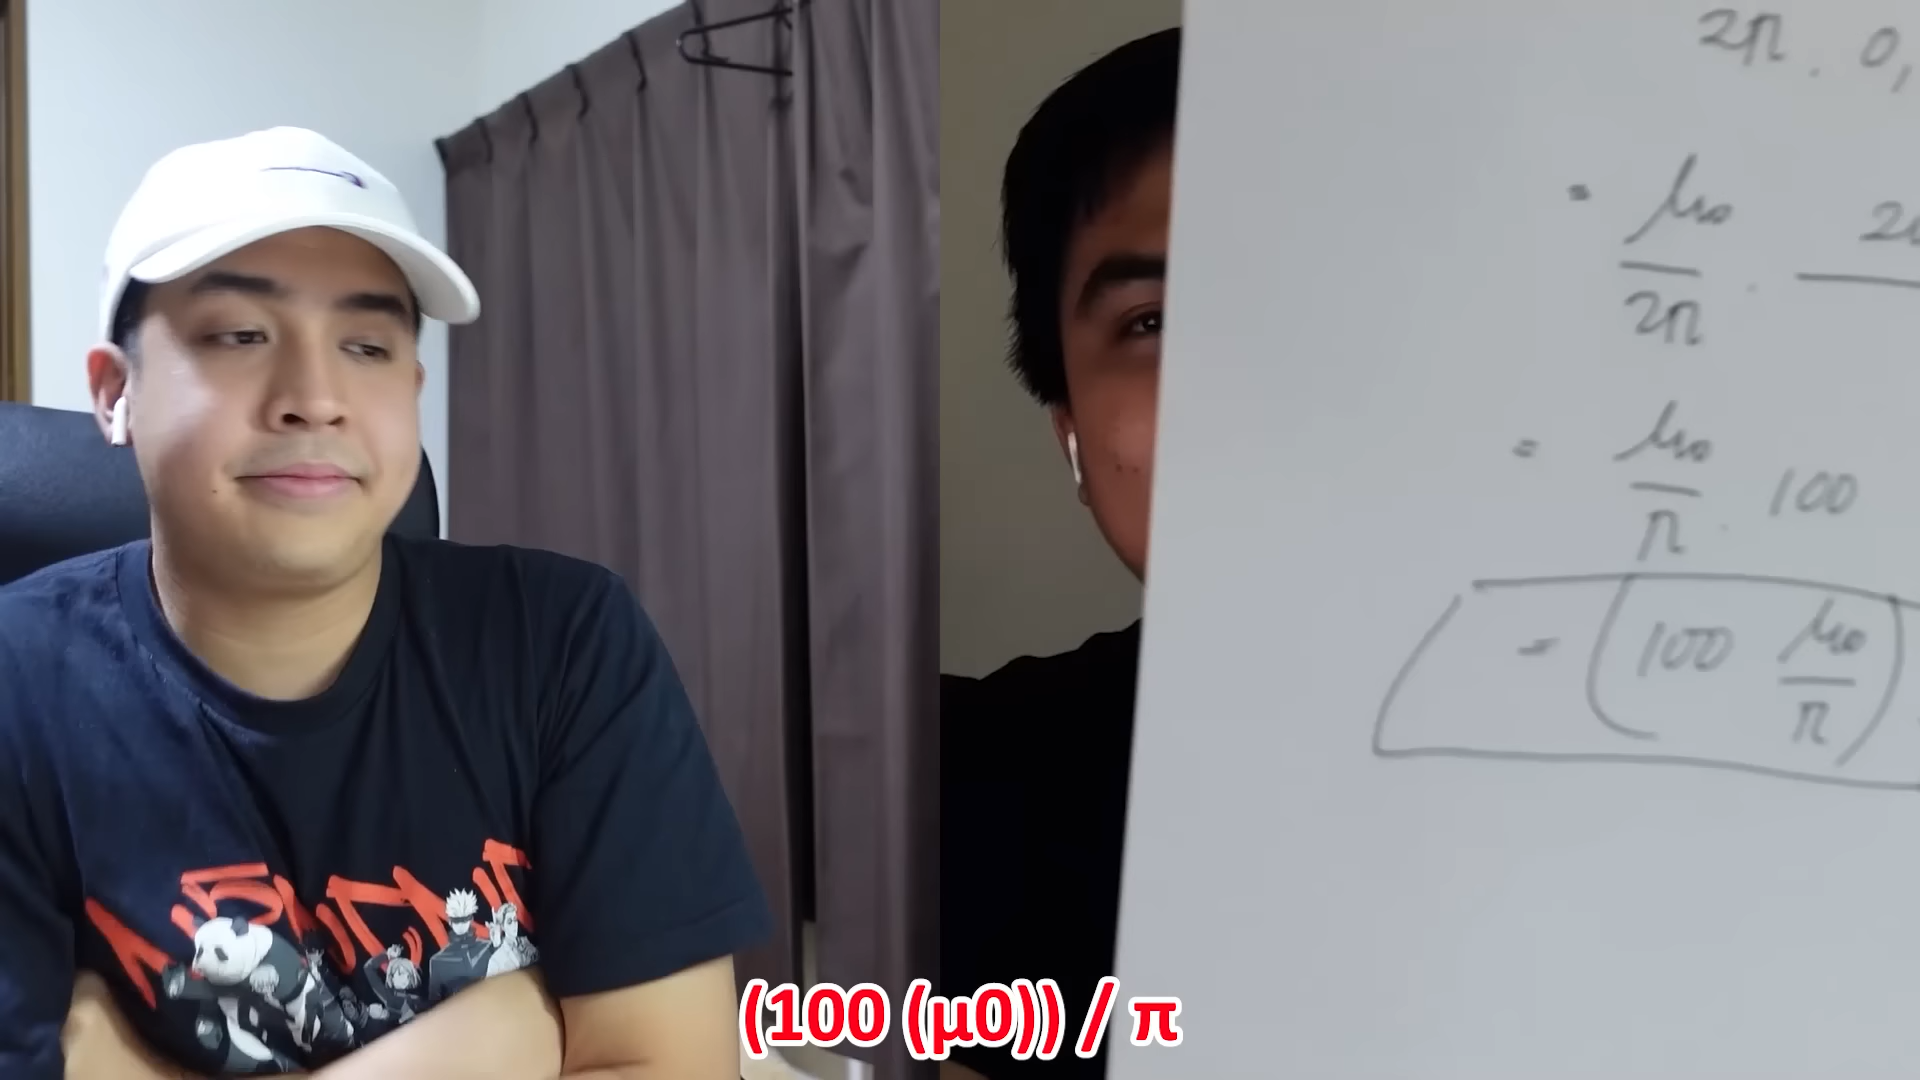 2π . 0,
= μ0/2π . 2
= μ0/π . 100
= (100 μ0/π)
(100 (μ0)) / π